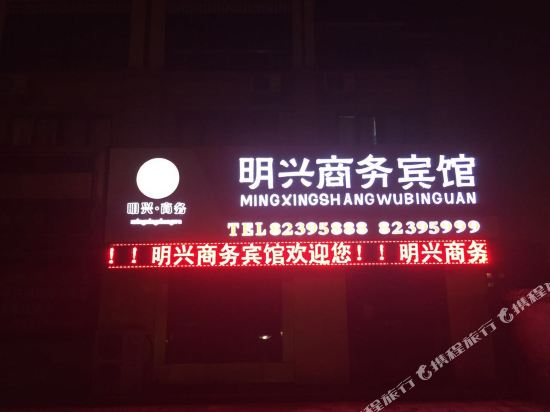 明兴商务宾馆
MINGXINGSHANGWUBINGUAN
明兴·商务
TEL82395888 82395999
！！明兴商务宾馆欢迎您！！明兴商务
携程旅行
携程旅行